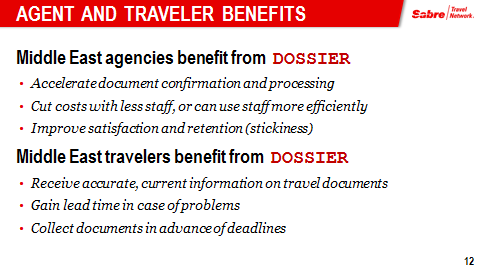 AGENT AND TRAVELER BENEFITS
Sabre Travel Network.
Middle East agencies benefit from DOSSIER
• Accelerate document confirmation and processing
• Cut costs with less staff, or can use staff more efficiently
• Improve satisfaction and retention (stickiness)
Middle East travelers benefit from DOSSIER
• Receive accurate, current information on travel documents
• Gain lead time in case of problems
• Collect documents in advance of deadlines
12